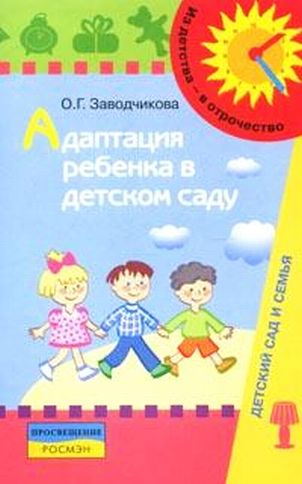 Из детства – в отрочество
О.Г. Заводчикова
Адаптация
ребенка в
детском саду
ДЕТСКИЙ САД И СЕМЬЯ
ПРОСВЕЩЕНИЕ
РОСМЭН